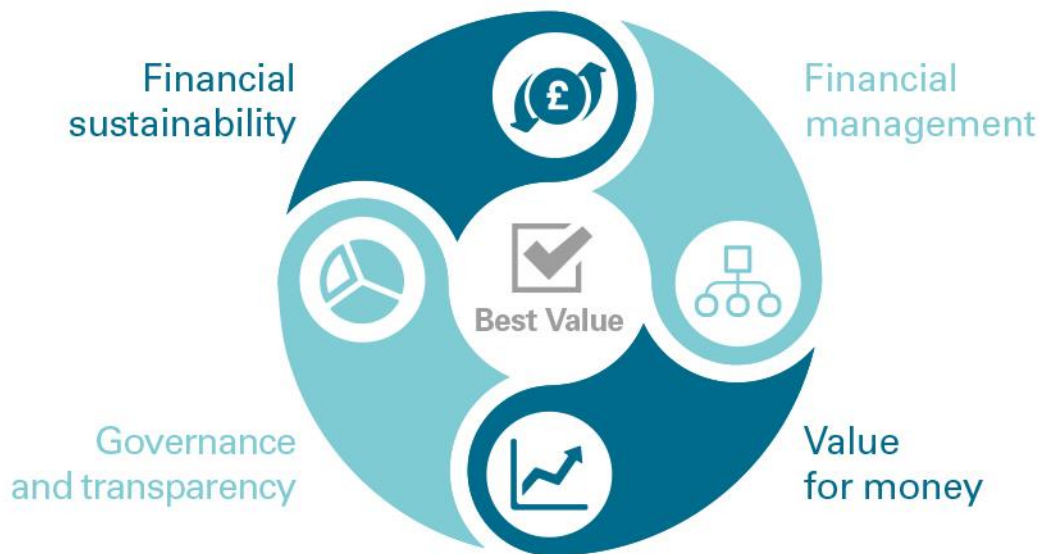 Financial
sustainability
£
Financial
management
Best Value
Governance
and transparency
Value
for money